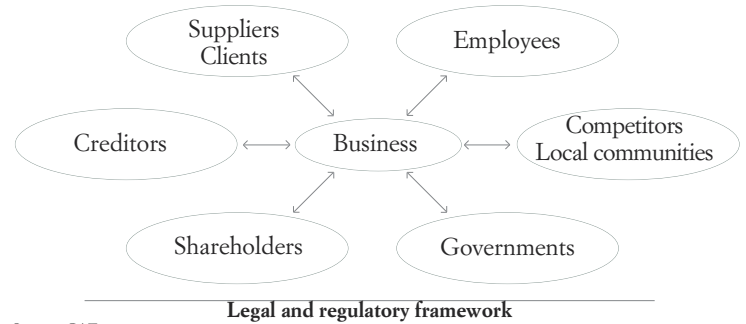 Suppliers
Clients
Employees
Creditors
Business
Competitors
Local communities
Shareholders
Governments
Legal and regulatory framework